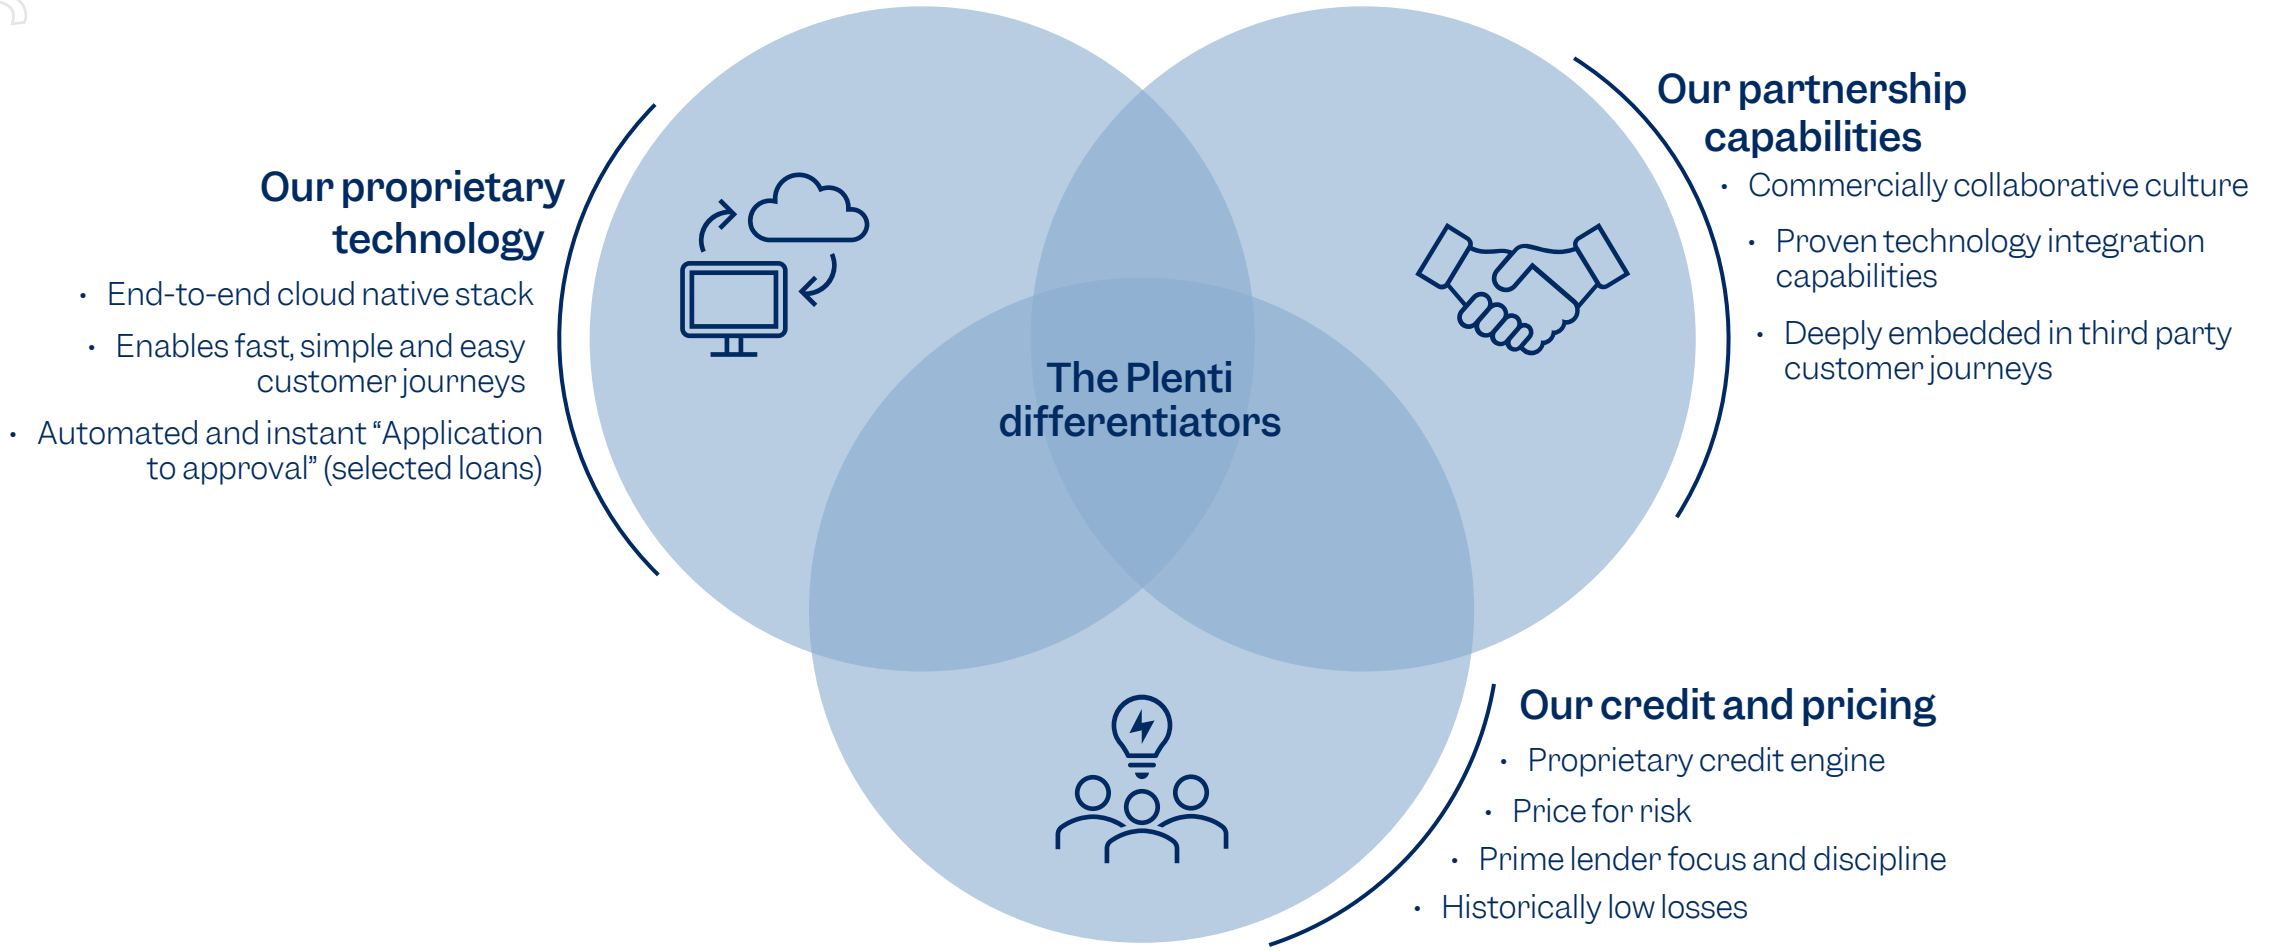 Our proprietary
technology
• End-to-end cloud native stack
• Enables fast, simple and easy
customer journeys
• Automated and instant “Application
to approval” (selected loans)
The Plenti
differentiators
Our partnership
capabilities
• Commercially collaborative culture
• Proven technology integration
capabilities
• Deeply embedded in third party
customer journeys
Our credit and pricing
• Proprietary credit engine
• Price for risk
• Prime lender focus and discipline
• Historically low losses